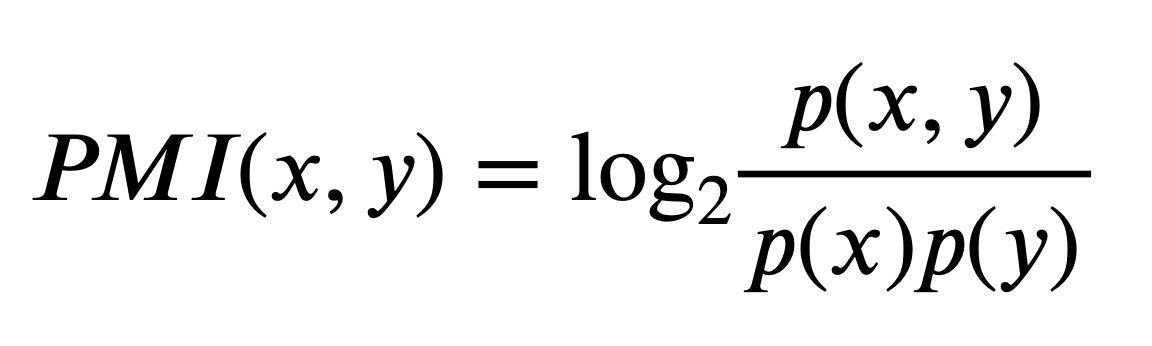 PMI(x, y) = log₂ p(x, y) / p(x)p(y)